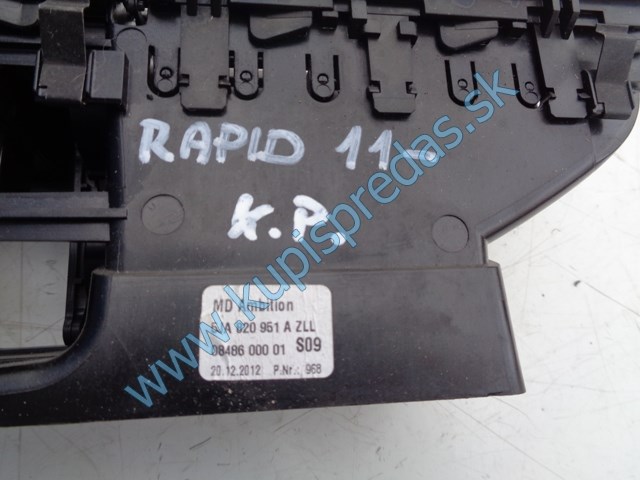 RAPID 11-
K.P.
www.kupispredas.sk
MD Ambition
5JA 820 951 A ZLL
08486 000 01 S09
20.12.2012 P.Nr.: 968